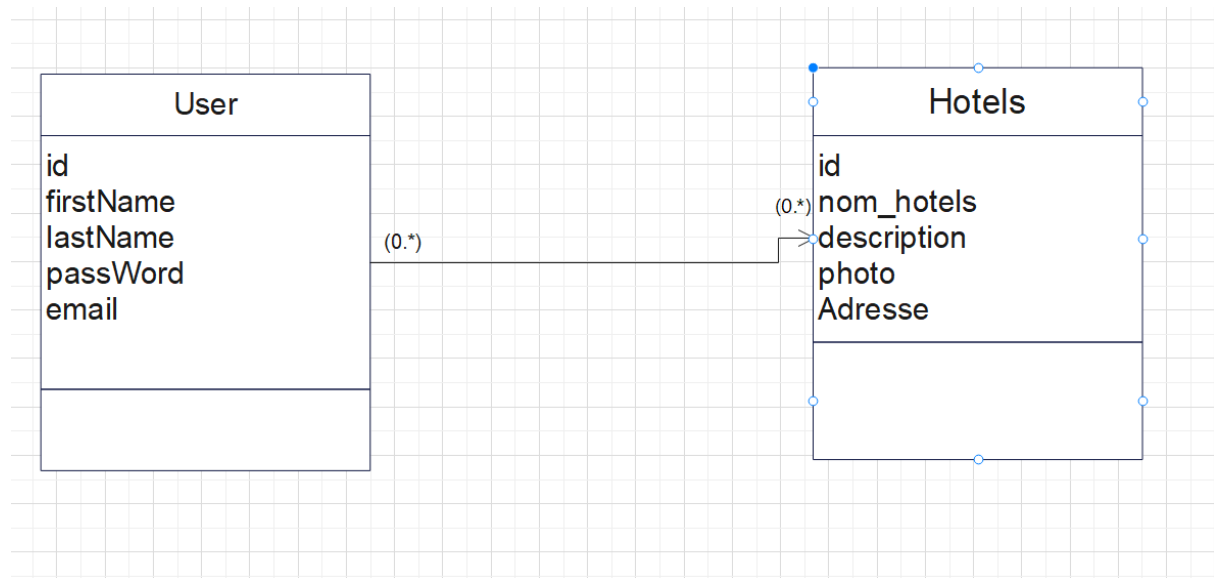 User
id
firstName
lastName
passWord
email
(0.*)
(0.*)
Hotels
id
nom_hotels
description
photo
Adresse